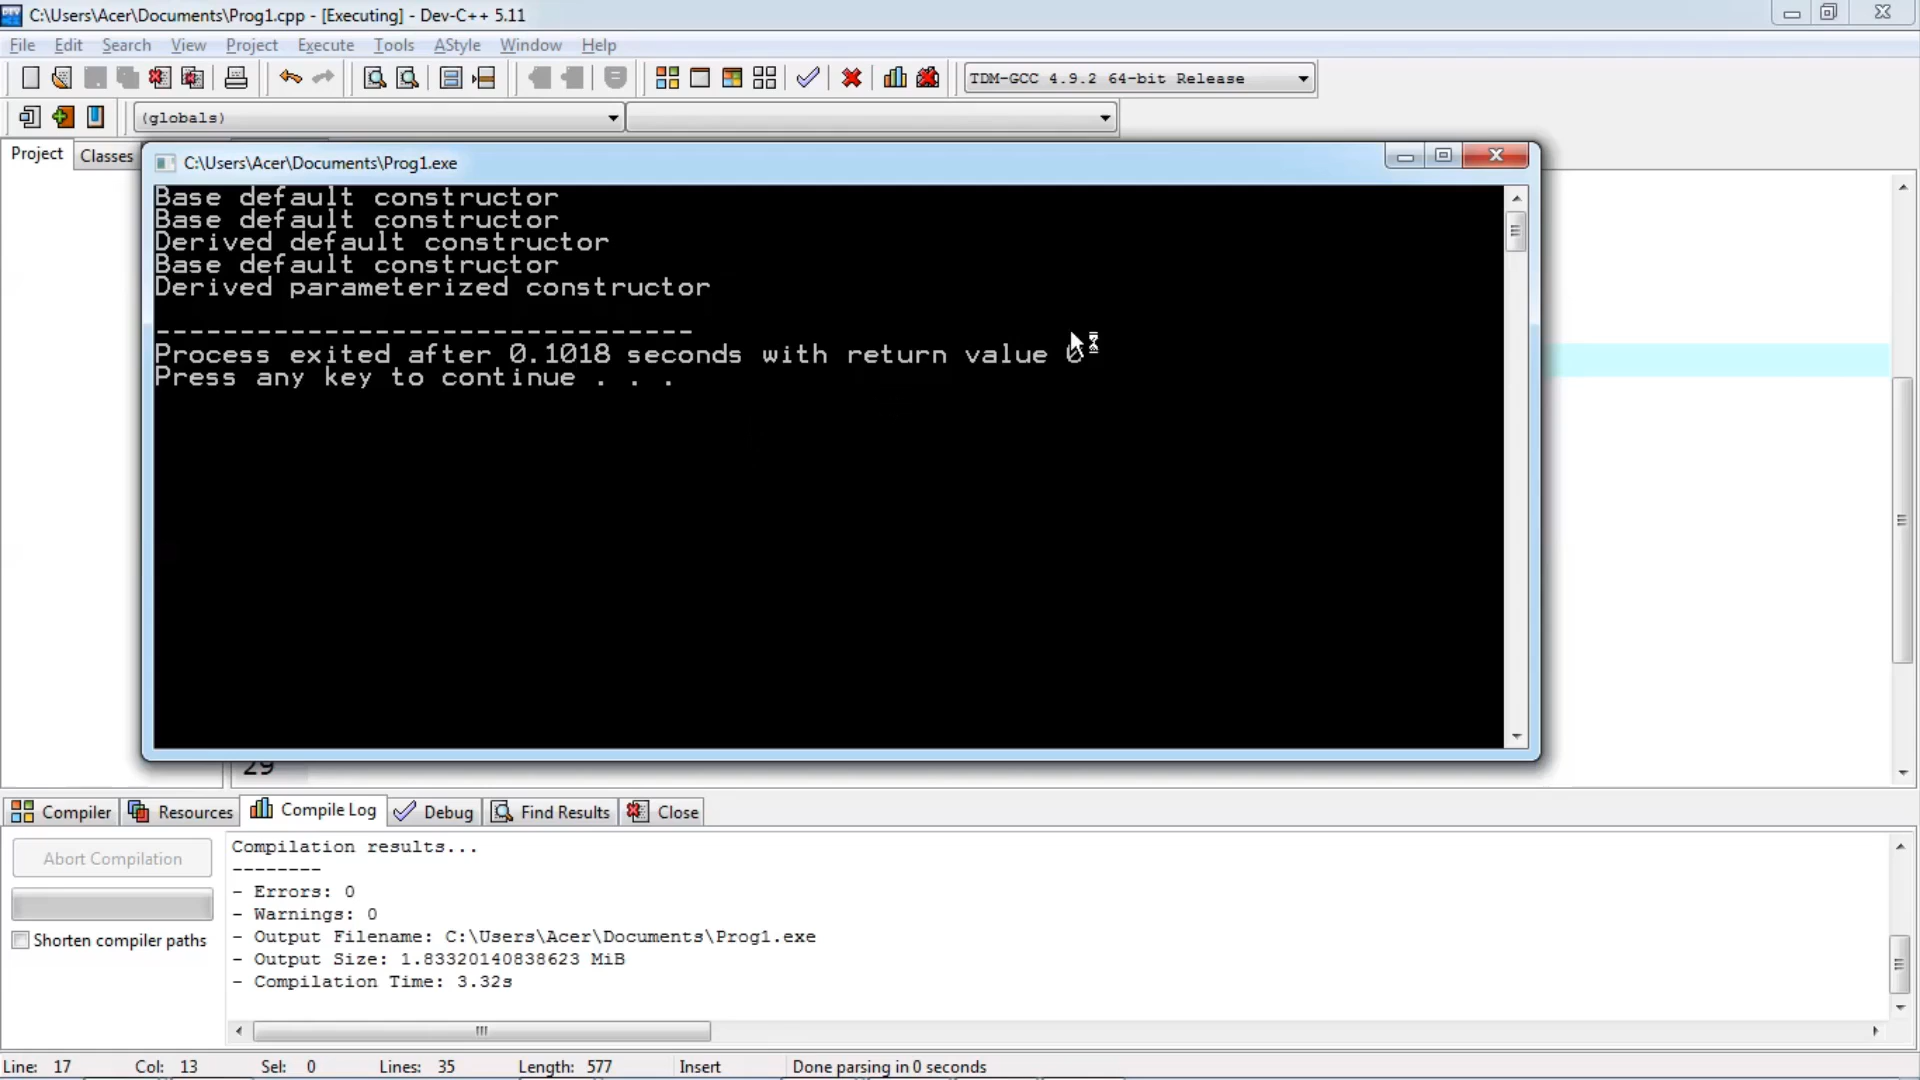 C:\Users\Acer\Documents\Prog1.cpp - [Executing] - Dev-C++ 5.11
File Edit Search View Project Execute Tools AStyle Window Help
TDM-GCC 4.9.2 64-bit Release
(globals)
Project Classes
C:\Users\Acer\Documents\Prog1.exe
Base default constructor
Base default constructor
Derived default constructor
Base default constructor
Derived parameterized constructor
--------------------------------
Process exited after 0.1018 seconds with return value 0
Press any key to continue . . .
29
Compiler Resources Compile Log Debug Find Results Close
Abort Compilation
Shorten compiler paths
Compilation results...
--------
- Errors: 0
- Warnings: 0
- Output Filename: C:\Users\Acer\Documents\Prog1.exe
- Output Size: 1.83320140838623 MiB
- Compilation Time: 3.32s
Line: 17 Col: 13 Sel: 0 Lines: 35 Length: 577 Insert Done parsing in 0 seconds